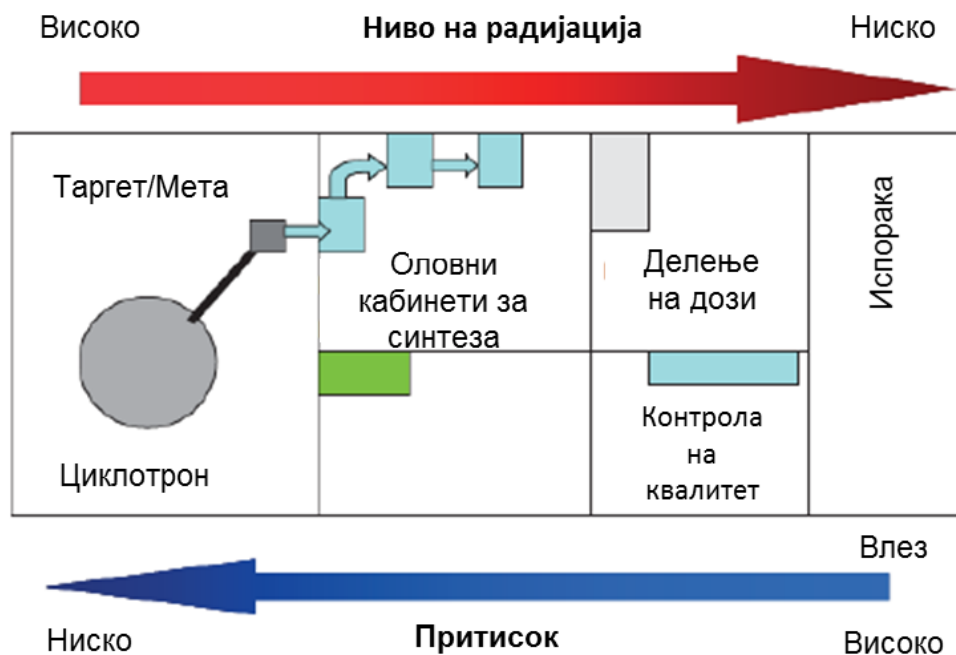 Високо
Ниво на радијација
Ниско
Таргет/Мета
Оловни
кабинети за
синтеза
Делење
на дози
Испорака
Циклотрон
Контрола
на
квалитет
Влез
Ниско
Притисок
Високо